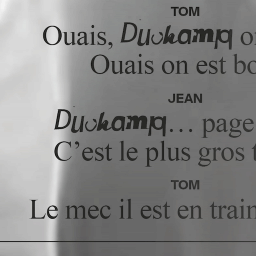 TOM
Ouais, Duchamp o
Ouais on est bo
JEAN
Duchamp... page
C'est le plus gros t
TOM
Le mec il est en train